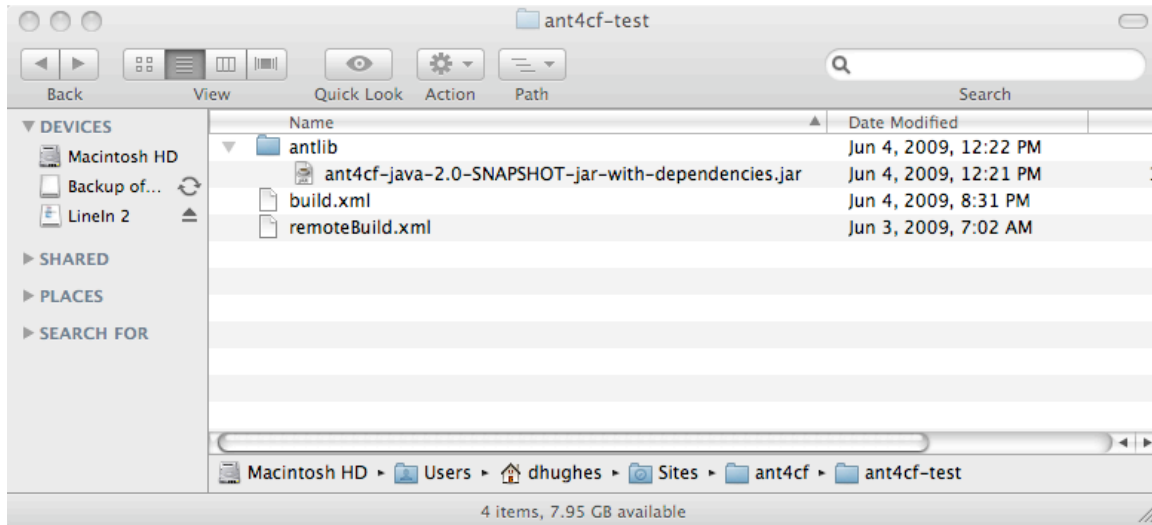 ant4cf-test
Back View Quick Look Action Path Search
DEVICES
Macintosh HD
Backup of...
LineIn 2
SHARED
PLACES
SEARCH FOR
Name Date Modified
antlib Jun 4, 2009, 12:22 PM
ant4cf-java-2.0-SNAPSHOT-jar-with-dependencies.jar Jun 4, 2009, 12:21 PM
build.xml Jun 4, 2009, 8:31 PM
remoteBuild.xml Jun 3, 2009, 7:02 AM
Macintosh HD ▸ Users ▸ dhughes ▸ Sites ▸ ant4cf ▸ ant4cf-test
4 items, 7.95 GB available